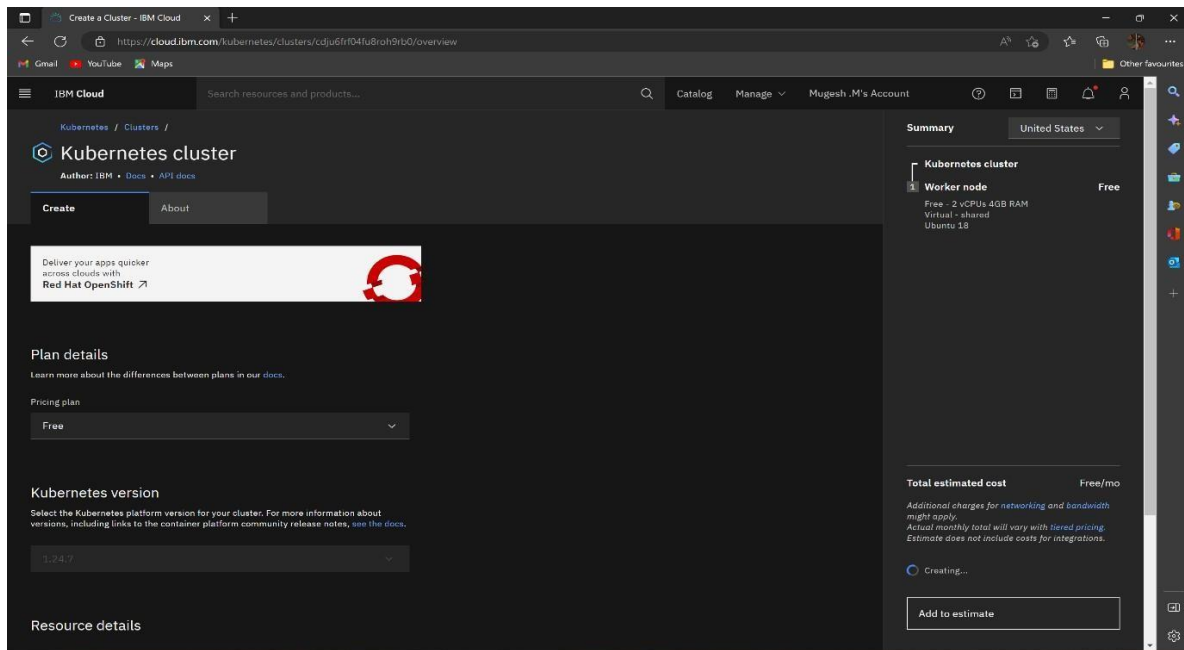 Create a Cluster - IBM Cloud
https://cloud.ibm.com/kubernetes/clusters/cdju6frf04fu8roh9rb0/overview
Gmail YouTube Maps Other favourites
IBM Cloud Search resources and products... Catalog Manage Mugesh .M's Account
Kubernetes / Clusters /
Kubernetes cluster
Author: IBM • Docs • API docs
Create About
Deliver your apps quicker
across clouds with
Red Hat OpenShift
Plan details
Learn more about the differences between plans in our docs.
Pricing plan
Free
Kubernetes version
Select the Kubernetes platform version for your cluster. For more information about
versions, including links to the container platform community release notes, see the docs.
1.24.7
Resource details
Summary United States
Kubernetes cluster
1 Worker node Free
Free - 2 vCPUs 4GB RAM
Virtual - shared
Ubuntu 18
Total estimated cost Free/mo
Additional charges for networking and bandwidth
might apply.
Actual monthly total will vary with tiered pricing.
Estimate does not include costs for integrations.
Creating...
Add to estimate